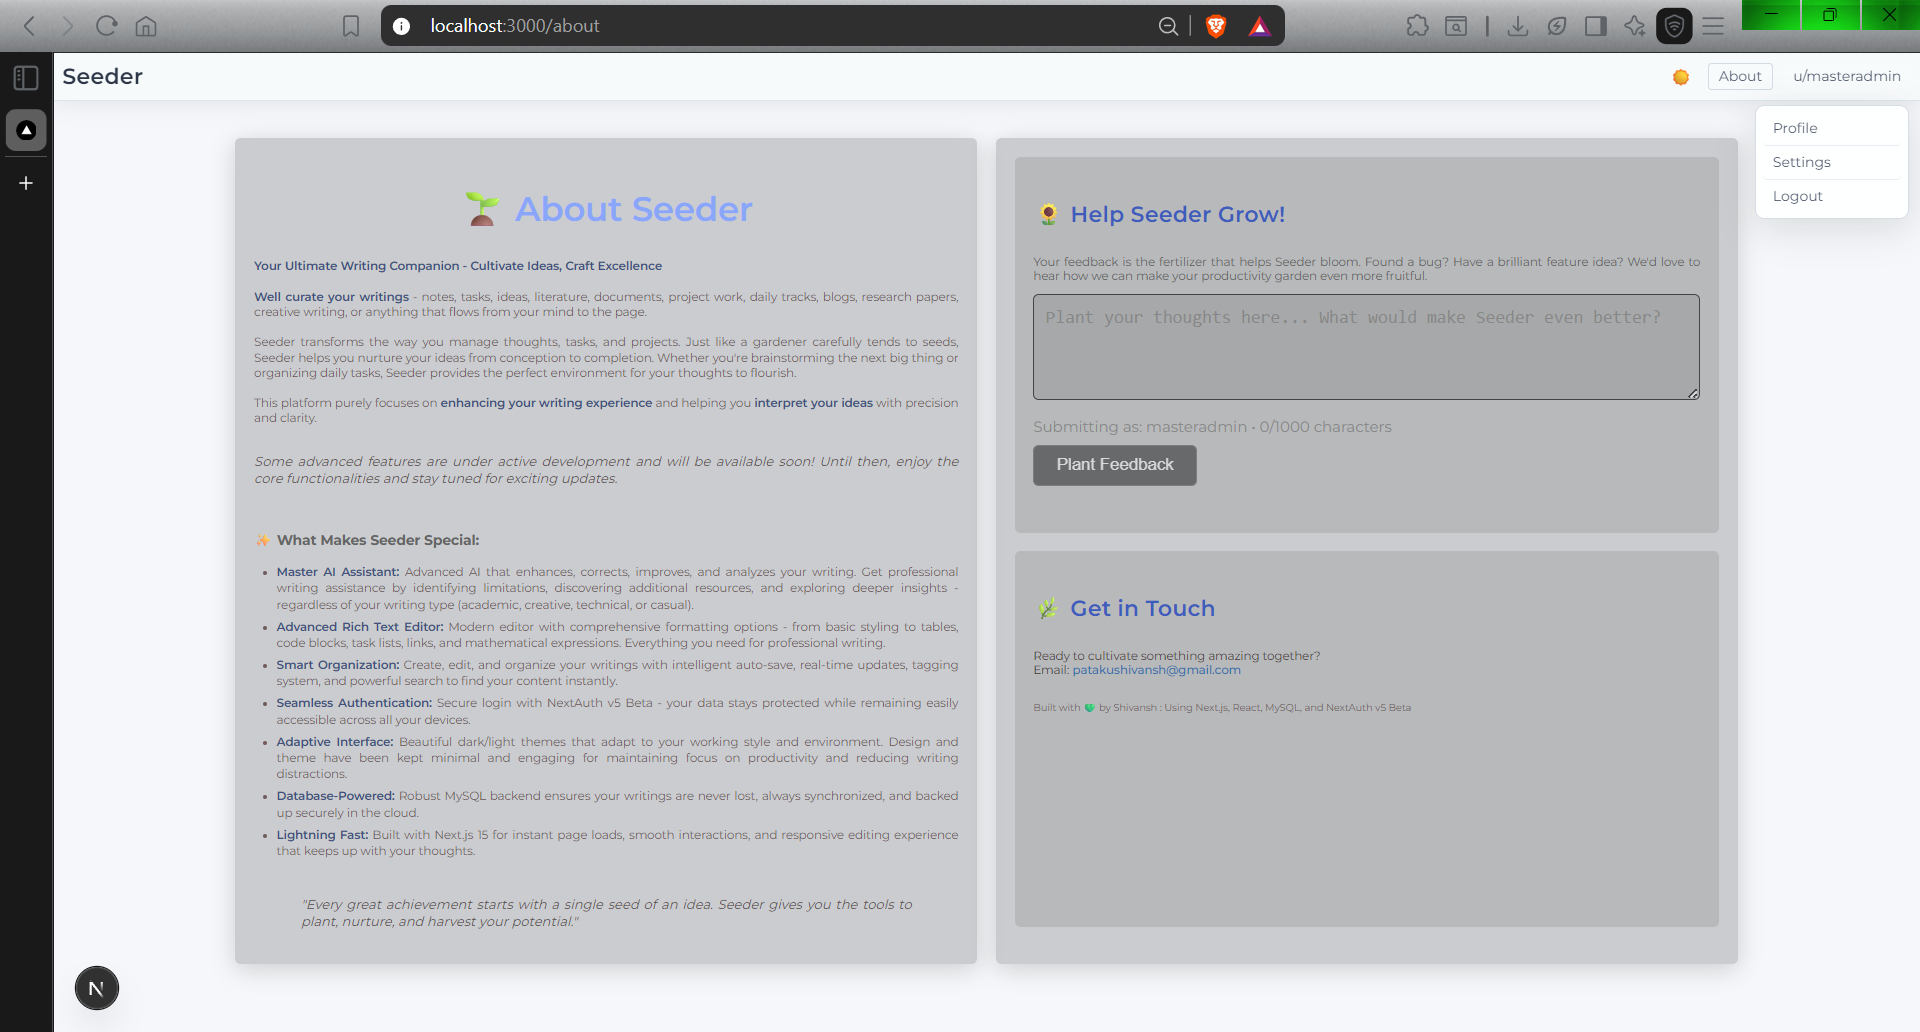 localhost:3000/about
Seeder
About
u/masteradmin
Profile
Settings
Logout
About Seeder
Your Ultimate Writing Companion - Cultivate Ideas, Craft Excellence
Well curate your writings - notes, tasks, ideas, literature, documents, project work, daily tracks, blogs, research papers,
creative writing, or anything that flows from your mind to the page.
Seeder transforms the way you manage thoughts, tasks, and projects. Just like a gardener carefully tends to seeds,
Seeder helps you nurture your ideas from conception to completion. Whether you're brainstorming the next big thing or
organizing daily tasks, Seeder provides the perfect environment for your thoughts to flourish.
This platform purely focuses on enhancing your writing experience and helping you interpret your ideas with precision
and clarity.
Some advanced features are under active development and will be available soon! Until then, enjoy the
core functionalities and stay tuned for exciting updates.
✨ What Makes Seeder Special:
• Master AI Assistant: Advanced AI that enhances, corrects, improves, and analyzes your writing. Get professional
writing assistance by identifying limitations, discovering additional resources, and exploring deeper insights -
regardless of your writing type (academic, creative, technical, or casual).
• Advanced Rich Text Editor: Modern editor with comprehensive formatting options - from basic styling to tables,
code blocks, task lists, links, and mathematical expressions. Everything you need for professional writing.
• Smart Organization: Create, edit, and organize your writings with intelligent auto-save, real-time updates, tagging
system, and powerful search to find your content instantly.
• Seamless Authentication: Secure login with NextAuth v5 Beta - your data stays protected while remaining easily
accessible across all your devices.
• Adaptive Interface: Beautiful dark/light themes that adapt to your working style and environment. Design and
theme have been kept minimal and engaging for maintaining focus on productivity and reducing writing
distractions.
• Database-Powered: Robust MySQL backend ensures your writings are never lost, always synchronized, and backed
up securely in the cloud.
• Lightning Fast: Built with Next.js 15 for instant page loads, smooth interactions, and responsive editing experience
that keeps up with your thoughts.
"Every great achievement starts with a single seed of an idea. Seeder gives you the tools to
plant, nurture, and harvest your potential."
Help Seeder Grow!
Your feedback is the fertilizer that helps Seeder bloom. Found a bug? Have a brilliant feature idea? We'd love to
hear how we can make your productivity garden even more fruitful.
Plant your thoughts here... What would make Seeder even better?
Submitting as: masteradmin • 0/1000 characters
Plant Feedback
Get in Touch
Ready to cultivate something amazing together?
Email: patakushivansh@gmail.com
Built with 💚 by Shivansh : Using Next.js, React, MySQL, and NextAuth v5 Beta
N